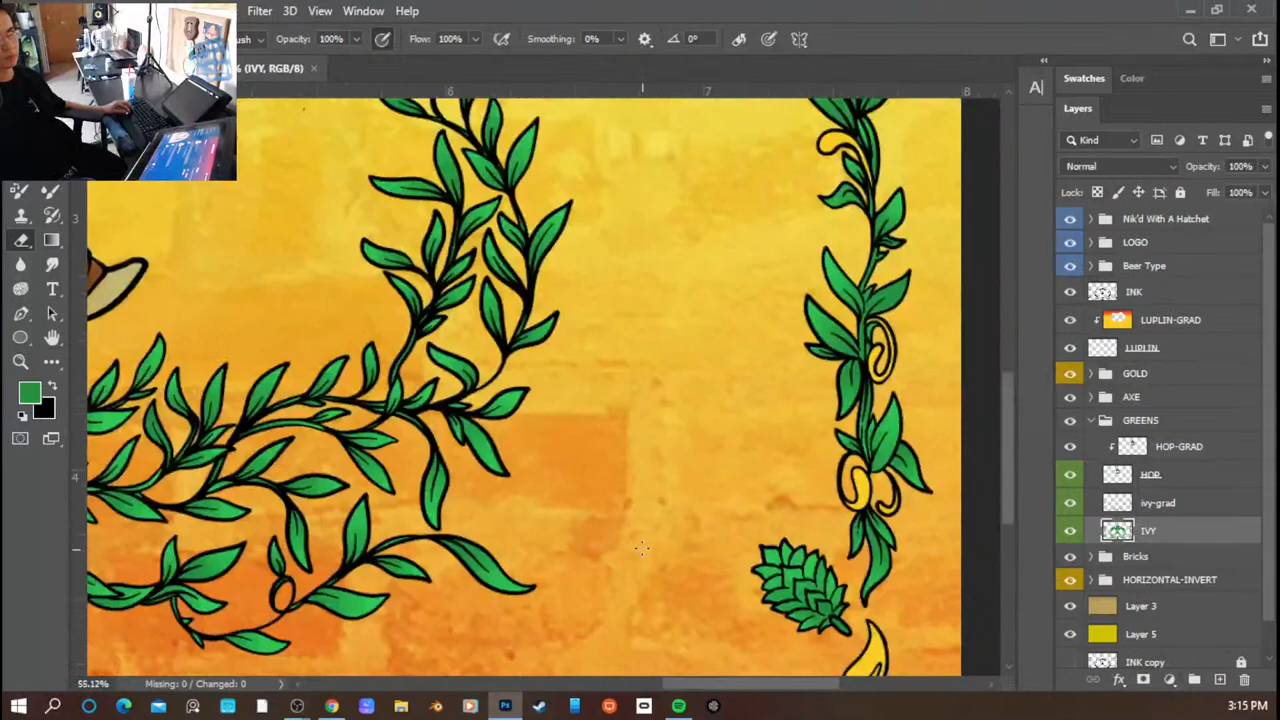 Filter 3D View Window Help
ush Opacity: 100% Flow: 100% Smoothing: 0% 0°
% (IVY, RGB/8) ×
6 7 8
3
4
A
Swatches Color
Layers
Kind
Normal Opacity: 100%
Lock: Fill: 100%
Nik'd With A Hatchet
LOGO
Beer Type
INK
LUPLIN-GRAD
LUPLIN
GOLD
AXE
GREENS
HOP-GRAD
HOP
ivy-grad
IVY
Bricks
HORIZONTAL-INVERT
Layer 3
Layer 5
INK copy
55.12% Missing: 0 / Changed: 0
3:15 PM